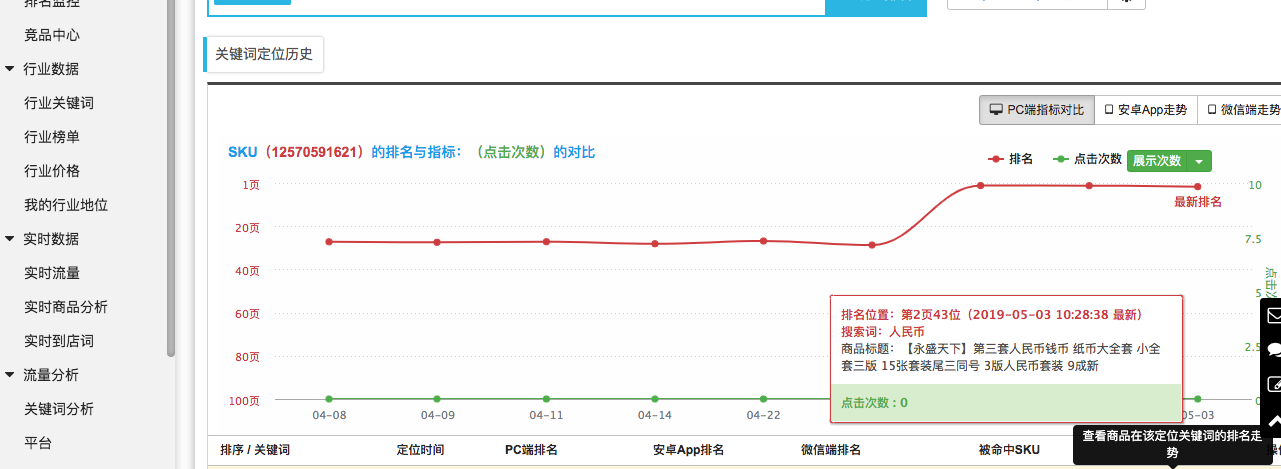 排名监控
竞品中心
行业数据
行业关键词
行业榜单
行业价格
我的行业地位
实时数据
实时流量
实时商品分析
实时到店词
流量分析
关键词分析
平台
关键词定位历史
PC端指标对比
安卓App走势
微信端走势
SKU（12570591621）的排名与指标：（点击次数）的对比
排名
点击次数
展示次数
1页
20页
40页
60页
80页
100页
10
7.5
5
2.5
0
点击次
最新排名
排名位置：第2页43位（2019-05-03 10:28:38 最新）
搜索词：人民币
商品标题：【永盛天下】第三套人民币钱币 纸币大全套 小全
套三版 15张套装尾三同号 3版人民币套装 9成新
点击次数 : 0
04-08
04-09
04-11
04-14
04-22
05-03
查看商品在该定位关键词的排名走
势
排序 / 关键词
定位时间
PC端排名
安卓App排名
微信端排名
被命中SKU